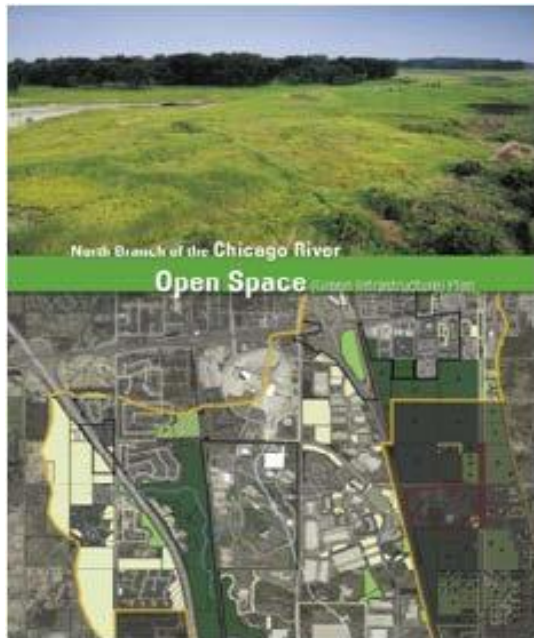 North Branch of the Chicago River
Open Space (Green Infrastructure) Plan